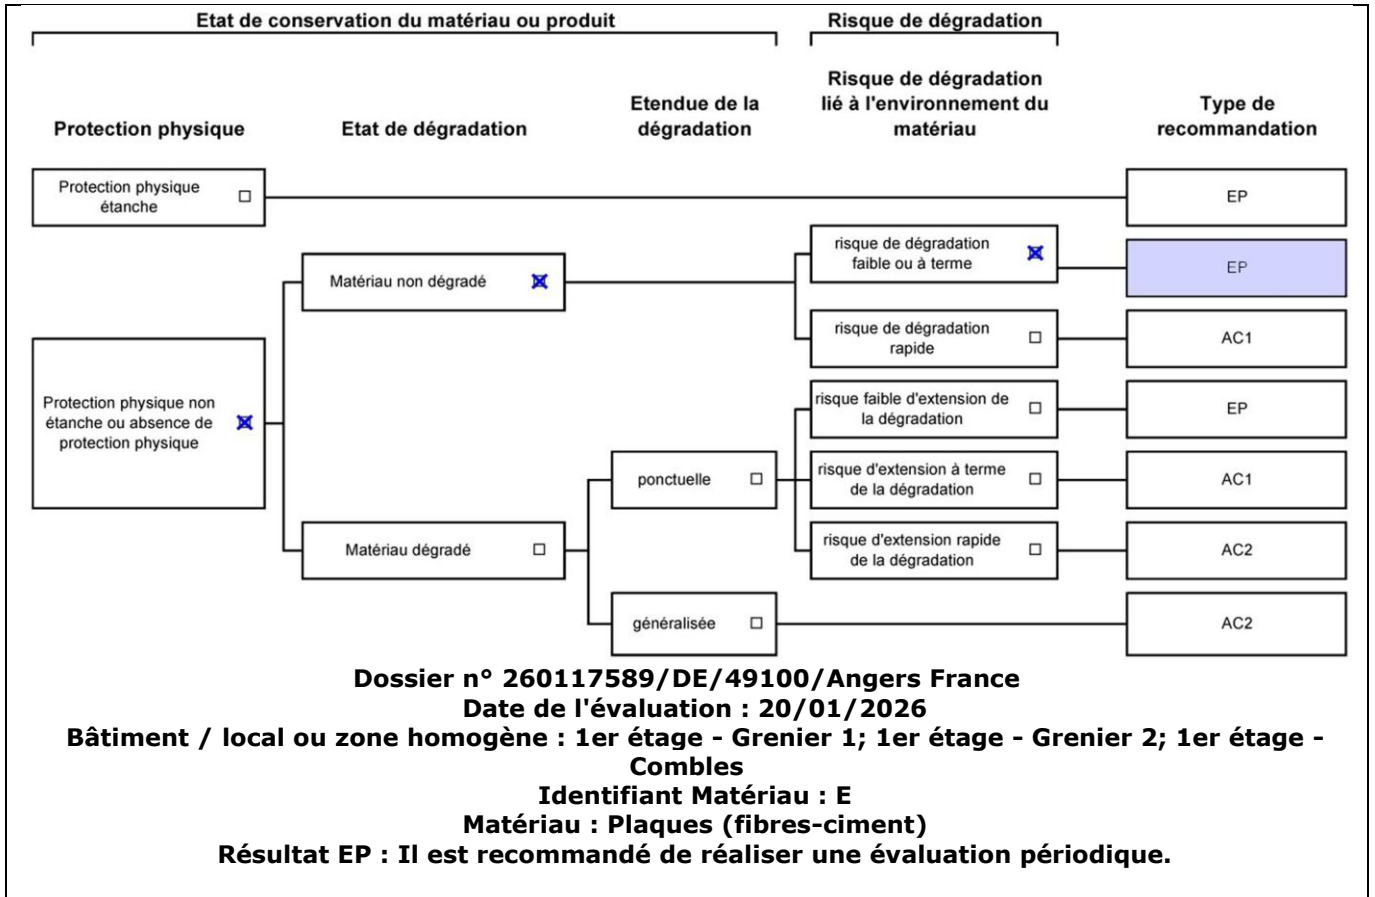 Etat de conservation du matériau ou produit
Risque de dégradation
Protection physique
Etat de dégradation
Etendue de la
dégradation
Risque de dégradation
lié à l'environnement du
matériau
Type de
recommandation
Protection physique
étanche
EP
Matériau non dégradé
risque de dégradation
faible ou à terme
EP
risque de dégradation
rapide
AC1
Protection physique non
étanche ou absence de
protection physique
risque faible d'extension de
la dégradation
EP
ponctuelle
risque d'extension à terme
de la dégradation
AC1
Matériau dégradé
risque d'extension rapide
de la dégradation
AC2
généralisée
AC2
Dossier n° 260117589/DE/49100/Angers France
Date de l'évaluation : 20/01/2026
Bâtiment / local ou zone homogène : 1er étage - Grenier 1; 1er étage - Grenier 2; 1er étage -
Combles
Identifiant Matériau : E
Matériau : Plaques (fibres-ciment)
Résultat EP : Il est recommandé de réaliser une évaluation périodique.